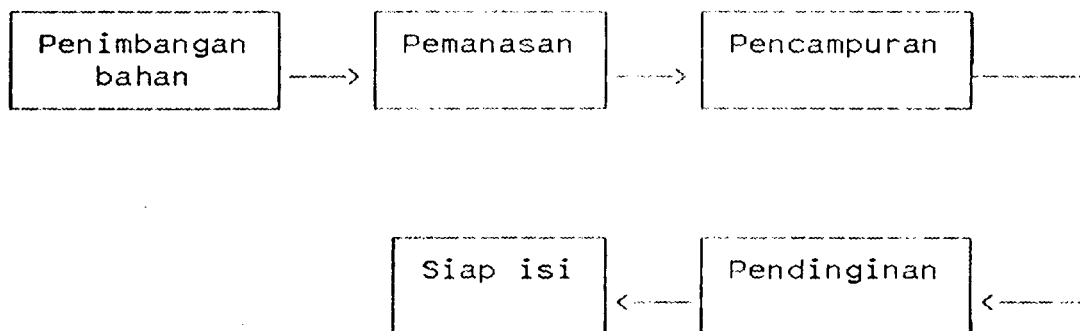 Penimbangan
bahan
Pemanasan
Pencampuran
Pendinginan
Siap isi